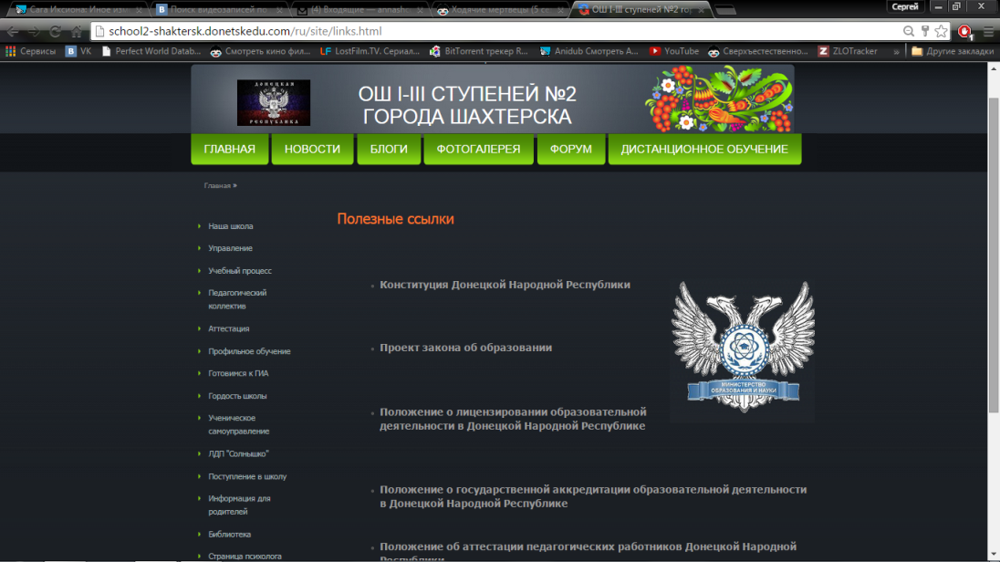 Сага Иксиона: Иное изм
Поиск видеозаписей по
(4) Входящие — annash
Ходячие мертвецы (5 се
ОШ I-III ступеней №2 го
Сергей
school2-shaktersk.donetskedu.com/ru/site/links.html
Сервисы
VK
Perfect World Datab...
Смотреть кино фил...
LostFilm.TV. Сериал...
BitTorrent трекер R...
Anidub Смотреть А...
YouTube
Сверхъестественно...
ZLOTracker
»
Другие закладки
ДОНЕЦКАЯ
РЕСПУБЛИКА
ОШ I-III СТУПЕНЕЙ №2
ГОРОДА ШАХТЕРСКА
ГЛАВНАЯ
НОВОСТИ
БЛОГИ
ФОТОГАЛЕРЕЯ
ФОРУМ
ДИСТАНЦИОННОЕ ОБУЧЕНИЕ
Главная »
Наша школа
Управление
Учебный процесс
Педагогический
коллектив
Аттестация
Профильное обучение
Готовимся к ГИА
Гордость школы
Ученическое
самоуправление
ЛДП "Солнышко"
Поступление в школу
Информация для
родителей
Библиотека
Страница психолога
Полезные ссылки
Конституция Донецкой Народной Республики
Проект закона об образовании
Положение о лицензировании образовательной
деятельности в Донецкой Народной Республике
Положение о государственной аккредитации образовательной деятельности
в Донецкой Народной Республике
Положение об аттестации педагогических работников Донецкой Народной
Республики
МИНИСТЕРСТВО
ОБРАЗОВАНИЯ И НАУКИ